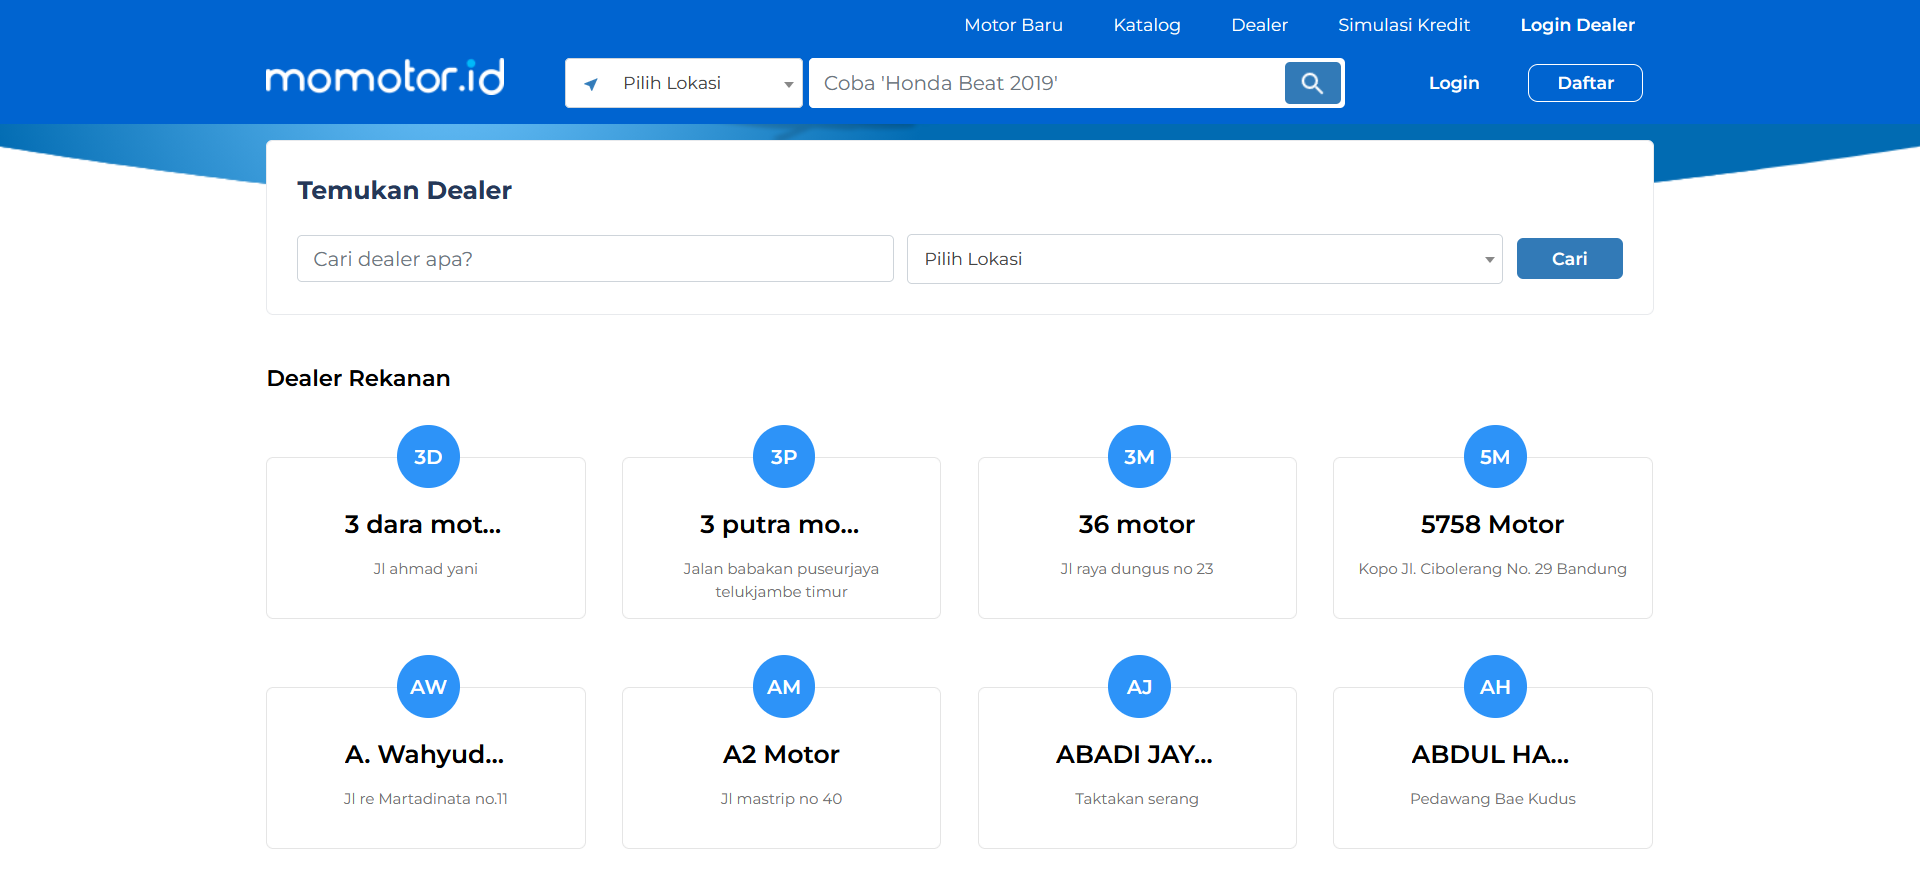 Motor Baru
Katalog
Dealer
Simulasi Kredit
Login Dealer
momotor.id
Pilih Lokasi
Coba 'Honda Beat 2019'
Login
Daftar
Temukan Dealer
Cari dealer apa?
Pilih Lokasi
Cari
Dealer Rekanan
3D
3 dara mot...
Jl ahmad yani
3P
3 putra mo...
Jalan babakan puseurjaya
telukjambe timur
3M
36 motor
Jl raya dungus no 23
5M
5758 Motor
Kopo Jl. Cibolerang No. 29 Bandung
AW
A. Wahyud...
Jl re Martadinata no.11
AM
A2 Motor
Jl mastrip no 40
AJ
ABADI JAY...
Taktakan serang
AH
ABDUL HA...
Pedawang Bae Kudus